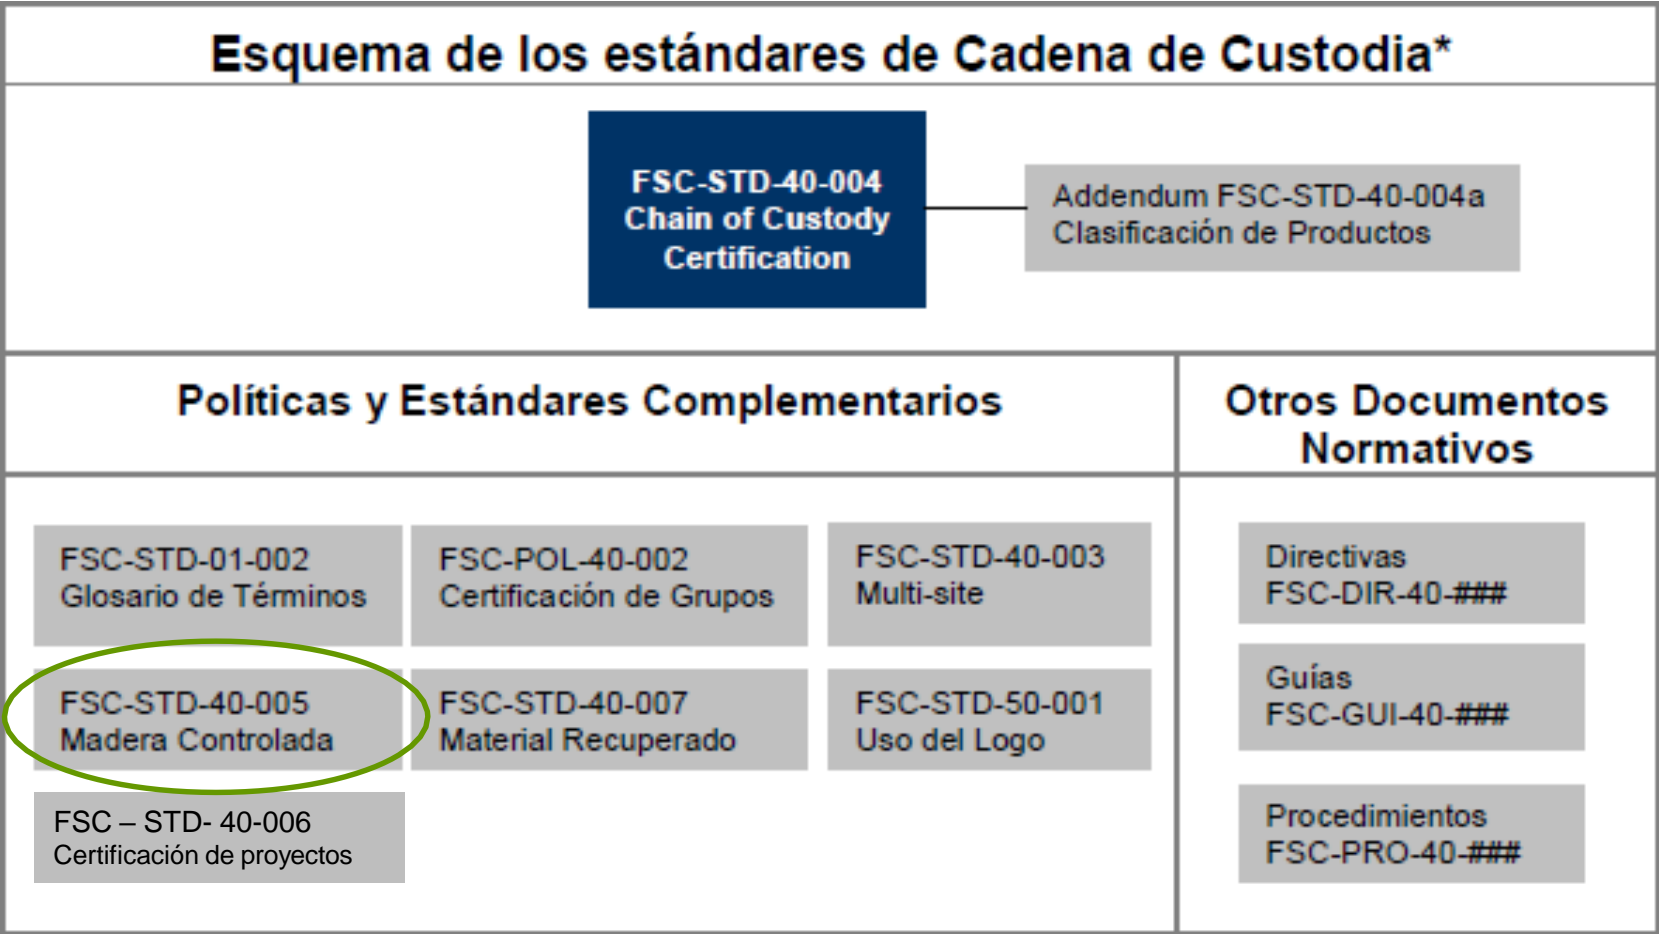 Esquema de los estándares de Cadena de Custodia*
FSC-STD-40-004
Chain of Custody
Certification
Addendum FSC-STD-40-004a
Clasificación de Productos
Políticas y Estándares Complementarios
Otros Documentos
Normativos
FSC-STD-01-002
Glosario de Términos
FSC-POL-40-002
Certificación de Grupos
FSC-STD-40-003
Multi-site
FSC-STD-40-005
Madera Controlada
FSC-STD-40-007
Material Recuperado
FSC-STD-50-001
Uso del Logo
FSC – STD- 40-006
Certificación de proyectos
Directivas
FSC-DIR-40-###
Guías
FSC-GUI-40-###
Procedimientos
FSC-PRO-40-###